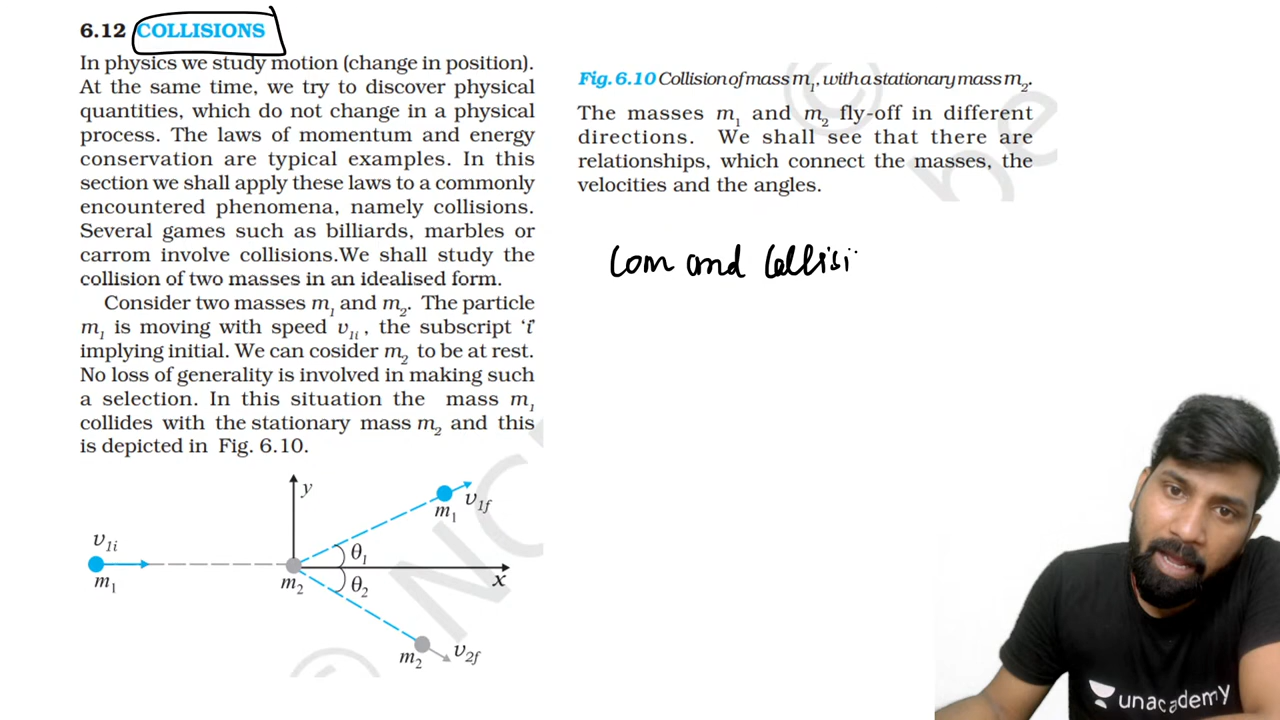 6.12 COLLISIONS
In physics we study motion (change in position).
At the same time, we try to discover physical
quantities, which do not change in a physical
process. The laws of momentum and energy
conservation are typical examples. In this
section we shall apply these laws to a commonly
encountered phenomena, namely collisions.
Several games such as billiards, marbles or
carrom involve collisions.We shall study the
collision of two masses in an idealised form.
Consider two masses m1 and m2. The particle
m1 is moving with speed v1i, the subscript ‘i’
implying initial. We can cosider m2 to be at rest.
No loss of generality is involved in making such
a selection. In this situation the mass m1
collides with the stationary mass m2 and this
is depicted in Fig. 6.10.
y
v1i
m1
m2
θ1
θ2
x
m1
v1f
m2
v2f
Fig. 6.10 Collision of mass m1, with a stationary mass m2.
The masses m1 and m2 fly-off in different
directions. We shall see that there are
relationships, which connect the masses, the
velocities and the angles.
Com and Collisi
unacademy